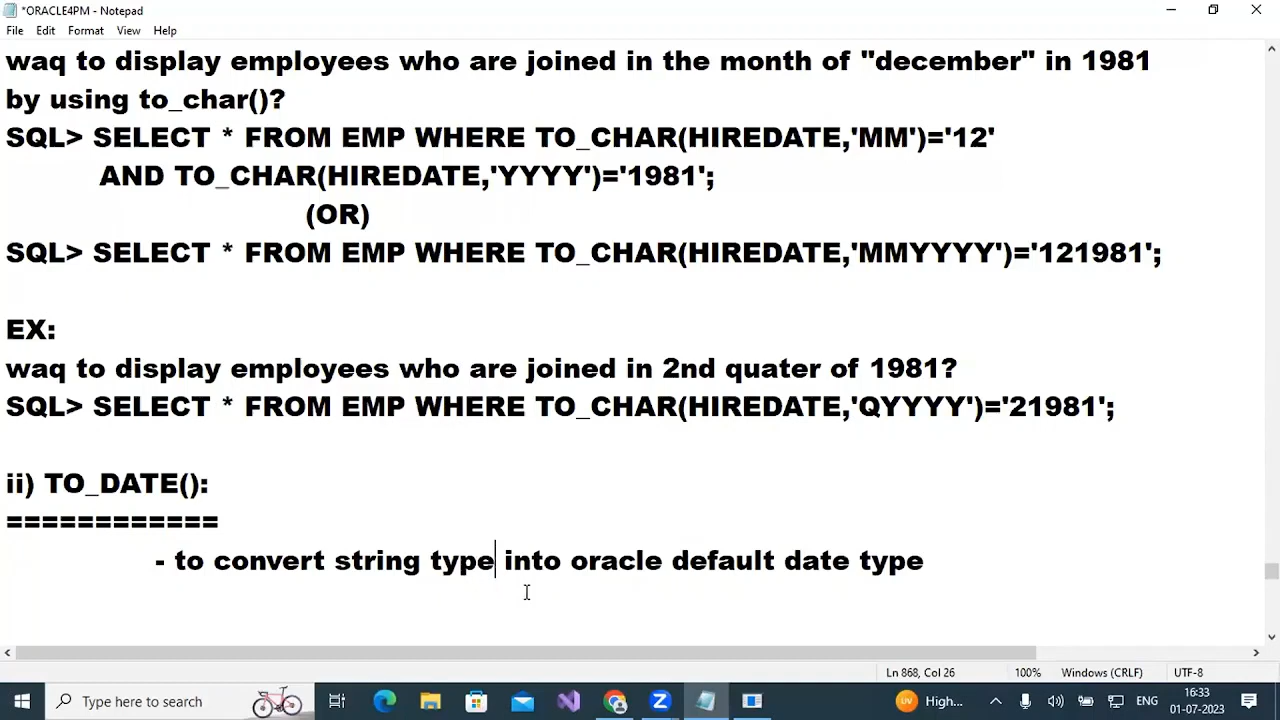 *ORACLE4PM - Notepad
File Edit Format View Help
waq to display employees who are joined in the month of "december" in 1981
by using to_char()?
SQL> SELECT * FROM EMP WHERE TO_CHAR(HIREDATE,'MM')='12'
AND TO_CHAR(HIREDATE,'YYYY')='1981';
(OR)
SQL> SELECT * FROM EMP WHERE TO_CHAR(HIREDATE,'MMYYYY')='121981';
EX:
waq to display employees who are joined in 2nd quater of 1981?
SQL> SELECT * FROM EMP WHERE TO_CHAR(HIREDATE,'QYYYY')='21981';
ii) TO_DATE():
============
- to convert string type into oracle default date type
Ln 868, Col 26 100% Windows (CRLF) UTF-8
Type here to search UV High... ENG 16:33
01-07-2023